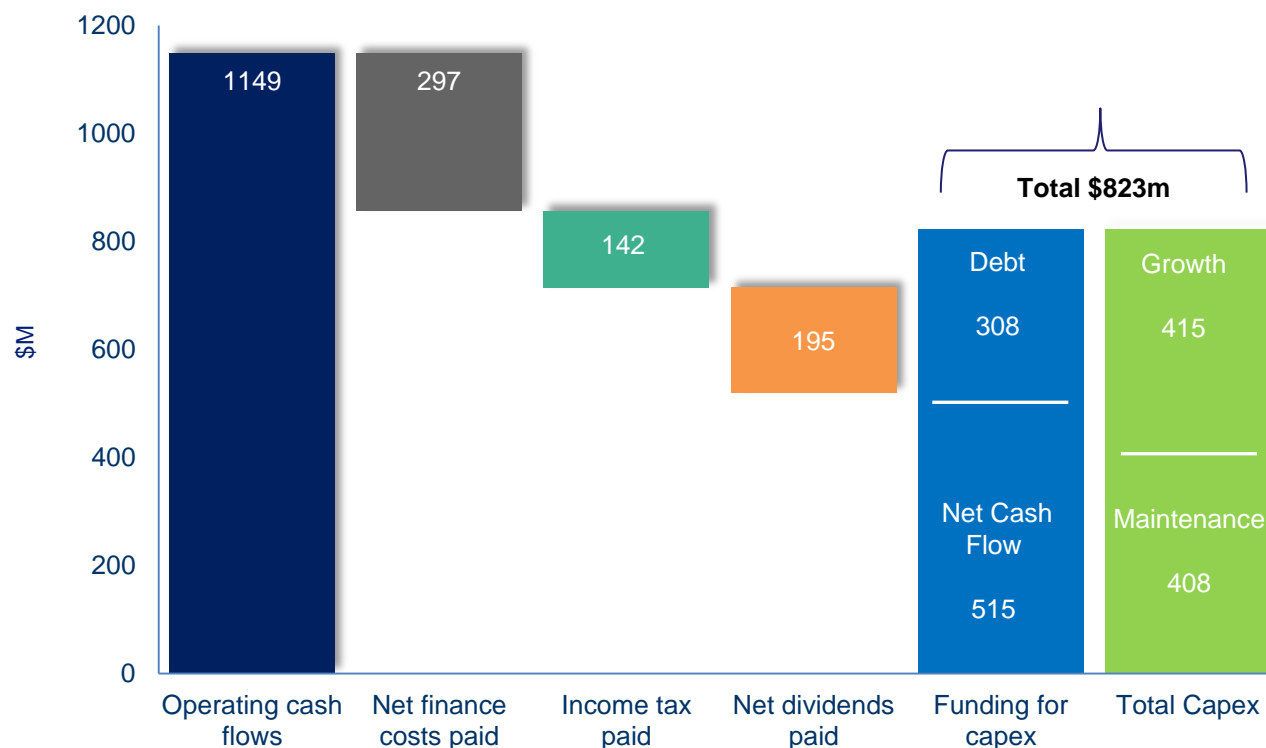 1200
1000
800
600
400
200
0
$M
1149
297
142
195
Total $823m
Debt
308
Net Cash
Flow
515
Growth
415
Maintenance
408
Operating cash
flows
Net finance
costs paid
Income tax
paid
Net dividends
paid
Funding for
capex
Total Capex